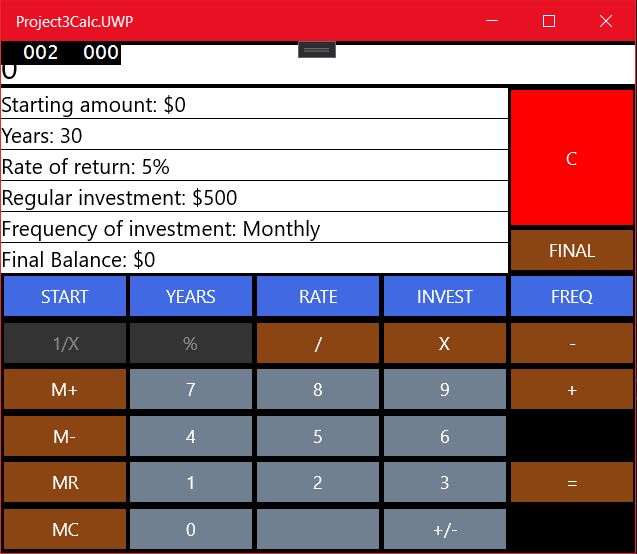 Project3Calc.UWP
002 000
0
Starting amount: $0
Years: 30
Rate of return: 5%
Regular investment: $500
Frequency of investment: Monthly
Final Balance: $0
C
FINAL
START YEARS RATE INVEST FREQ
1/X % / X -
M+ 7 8 9 +
M- 4 5 6
MR 1 2 3 =
MC 0 +/-